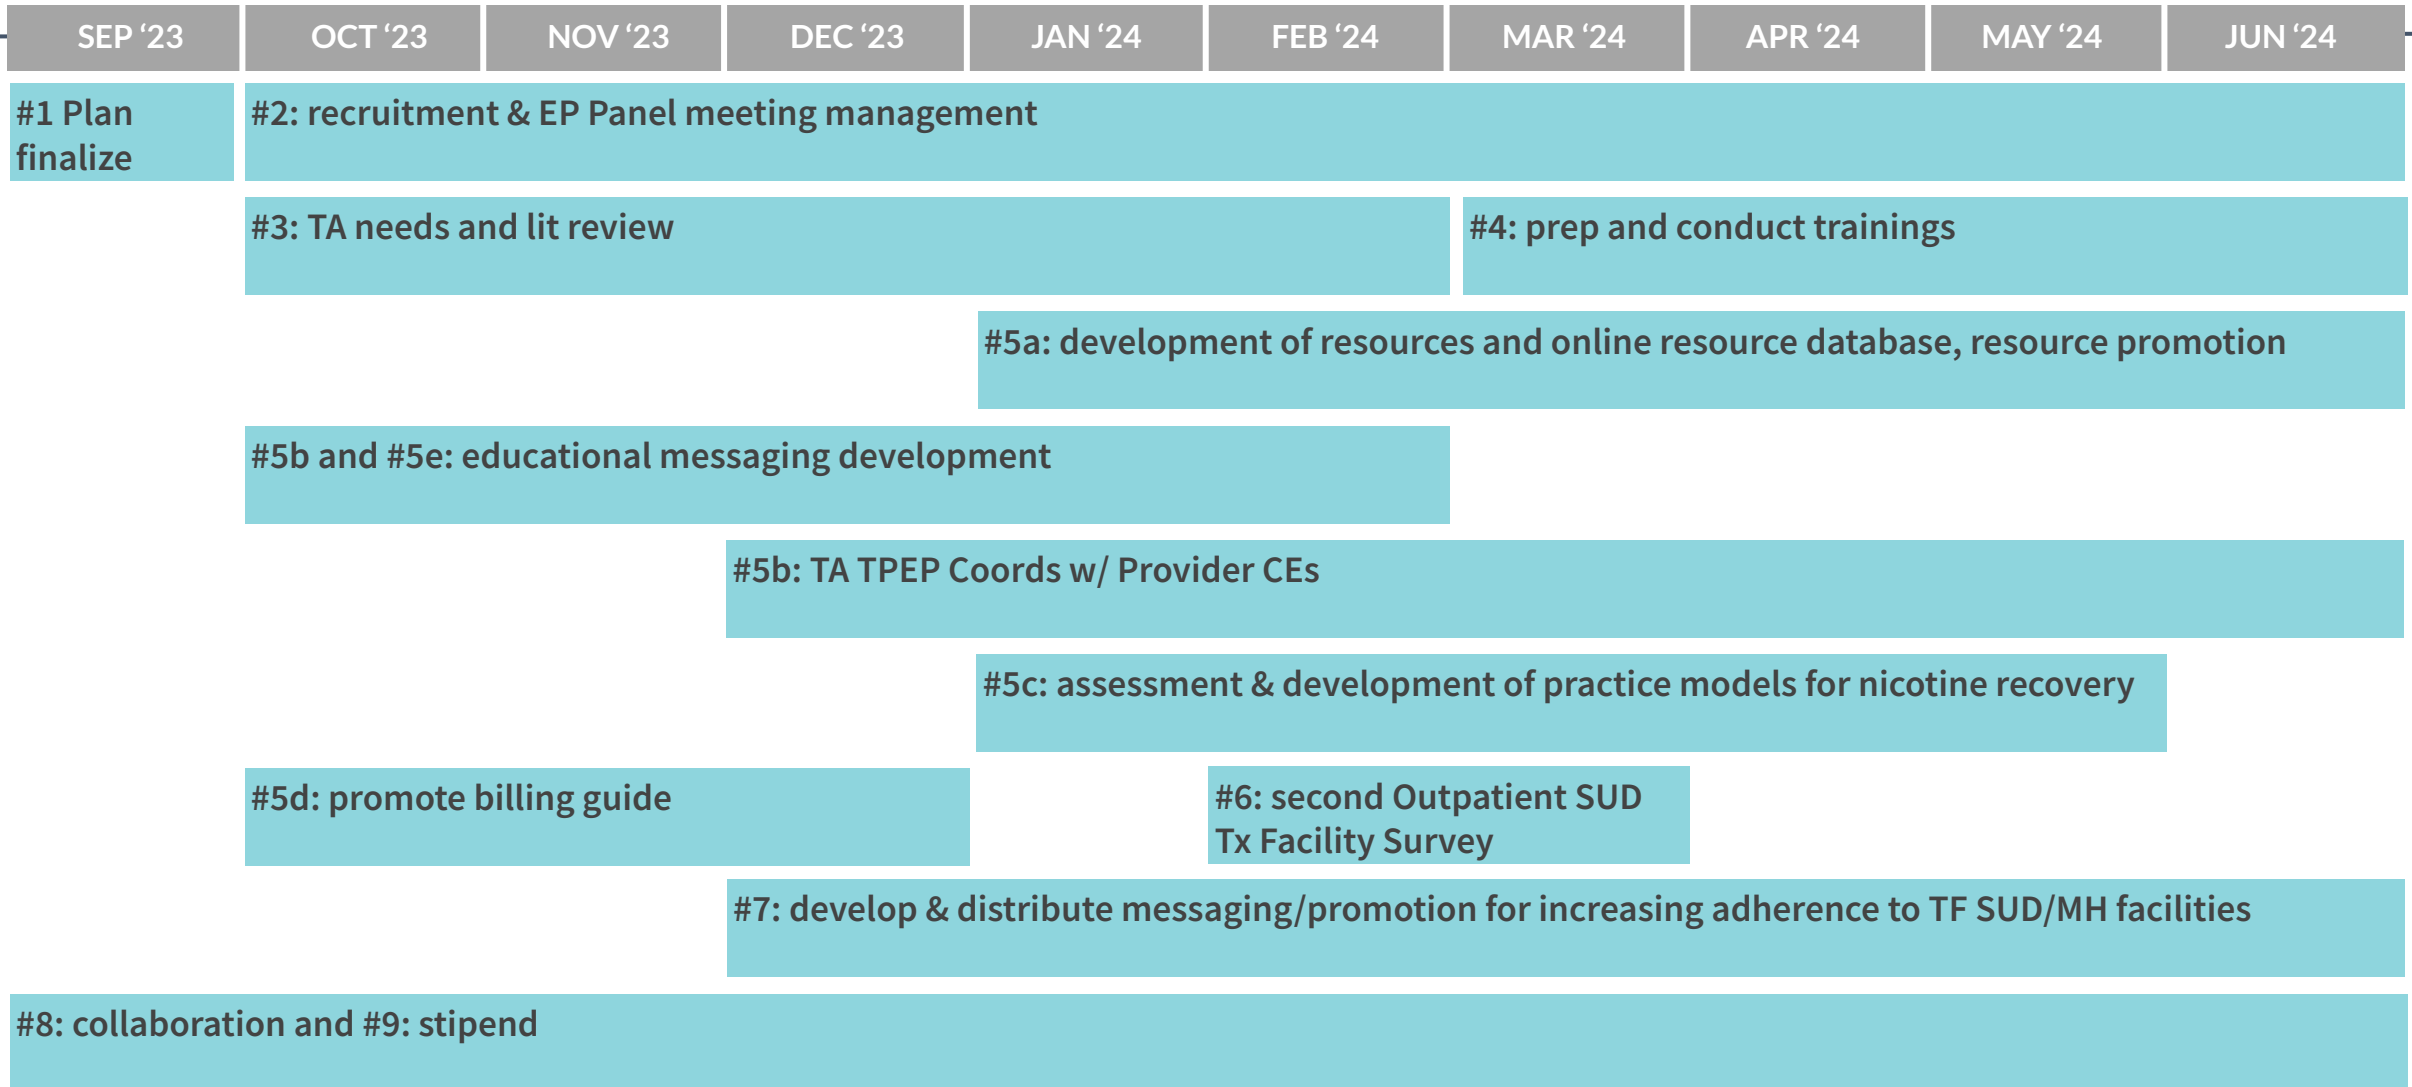 SEP ‘23
OCT ‘23
NOV ‘23
DEC ‘23
JAN ‘24
FEB ‘24
MAR ‘24
APR ‘24
MAY ‘24
JUN ‘24
#1 Plan
finalize
#2: recruitment & EP Panel meeting management
#3: TA needs and lit review
#4: prep and conduct trainings
#5a: development of resources and online resource database, resource promotion
#5b and #5e: educational messaging development
#5b: TA TPEP Coords w/ Provider CEs
#5c: assessment & development of practice models for nicotine recovery
#5d: promote billing guide
#6: second Outpatient SUD
Tx Facility Survey
#7: develop & distribute messaging/promotion for increasing adherence to TF SUD/MH facilities
#8: collaboration and #9: stipend